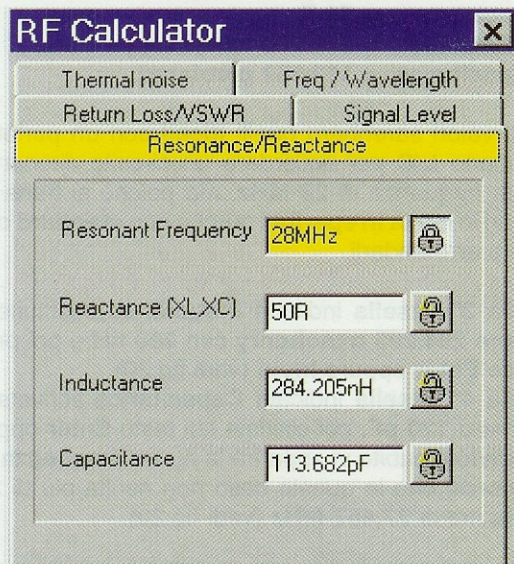 RF Calculator
Thermal noise
Freq / Wavelength
Return Loss/VSWR
Signal Level
Resonance/Reactance
Resonant Frequency 28MHz
Reactance (XL,XC) 50R
Inductance 284.205nH
Capacitance 113.682pF